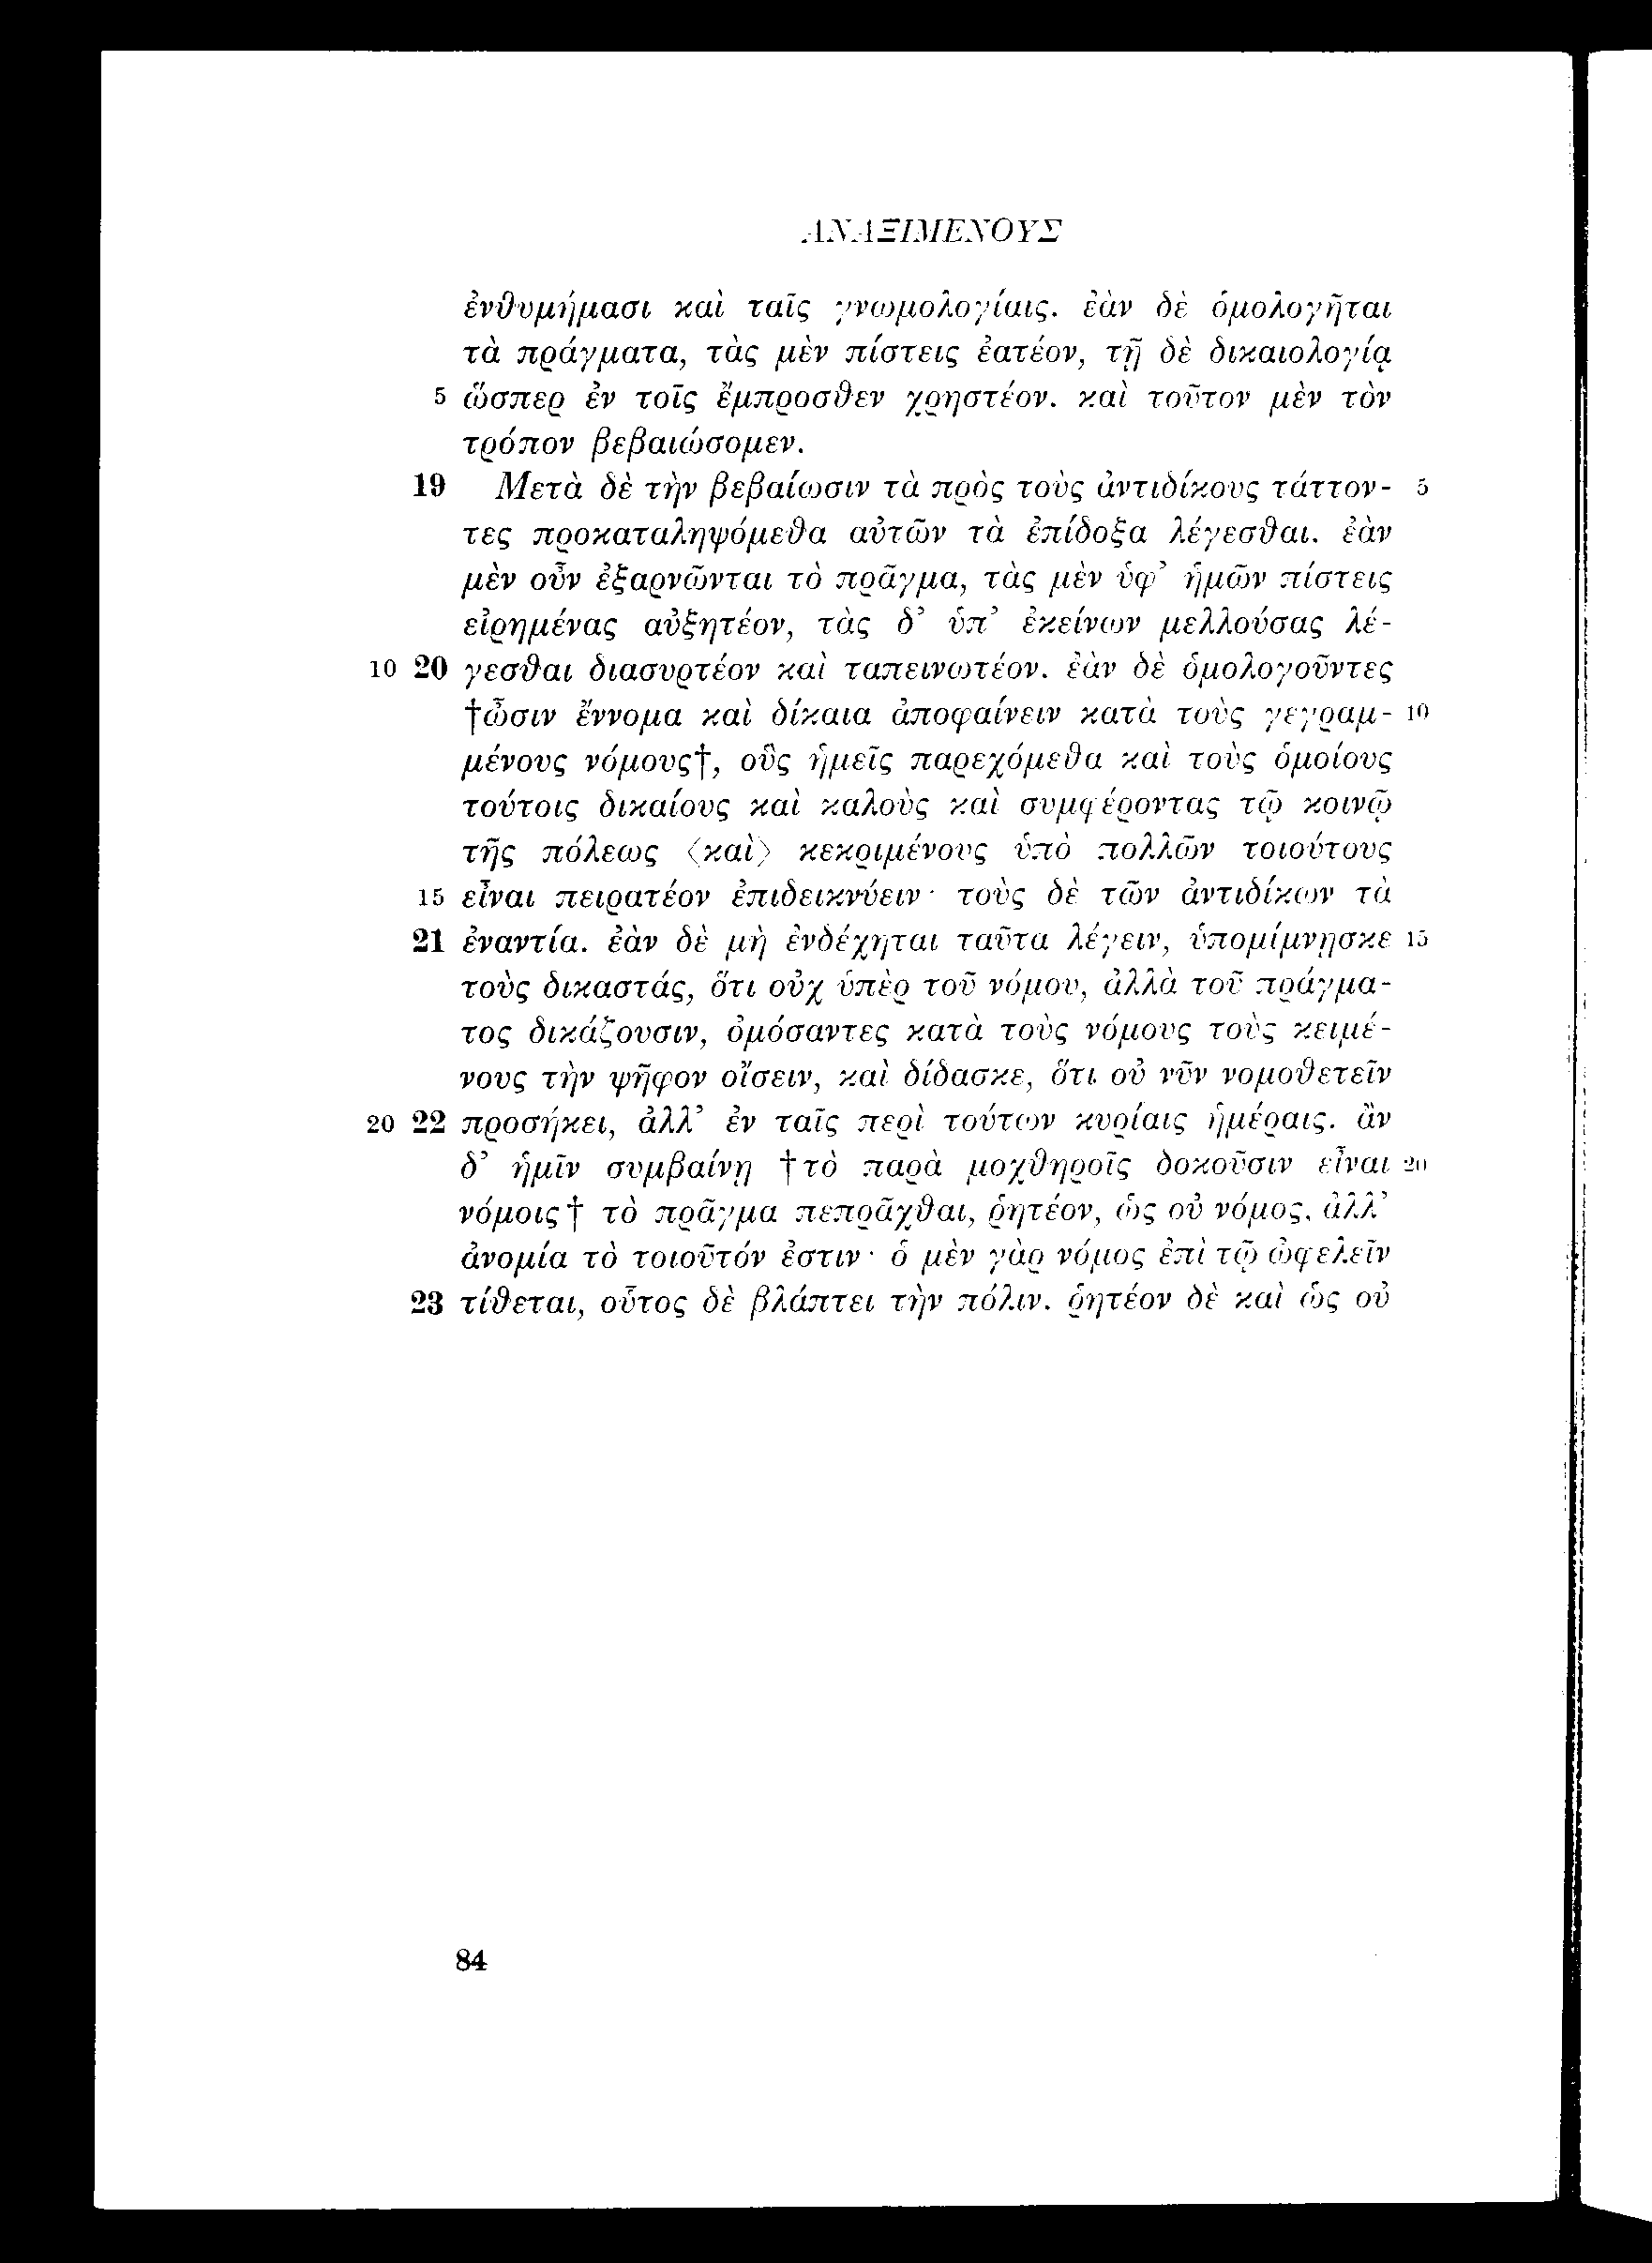 ΑΝΑΞΙΜΕΝΟΥΣ
ἐνθυμήμασι καὶ ταῖς γνωμολογίαις. ἐὰν δὲ ὁμολογῆται
τὰ πράγματα, τὰς μὲν πίστεις ἐατέον, τῇ δὲ δικαιολογίᾳ
5 ὥσπερ ἐν τοῖς ἔμπροσθεν χρηστέον. καὶ τοῦτον μὲν τὸν
τρόπον βεβαιώσομεν.
19 Μετὰ δὲ τὴν βεβαίωσιν τὰ πρὸς τοὺς ἀντιδίκους τάττον- 5
τες προκαταληψόμεθα αὐτῶν τὰ ἐπίδοξα λέγεσθαι. ἐὰν
μὲν οὖν ἐξαρνῶνται τὸ πρᾶγμα, τὰς μὲν ὑφ’ ἡμῶν πίστεις
εἰρημένας αὐξητέον, τὰς δ’ ὑπ’ ἐκείνων μελλούσας λέ-
10 20 γεσθαι διασυρτέον καὶ ταπεινωτέον. ἐὰν δὲ ὁμολογοῦντες
†ὦσιν ἔννομα καὶ δίκαια ἀποφαίνειν κατὰ τοὺς γεγραμ- 10
μένους νόμους†, οὓς ἡμεῖς παρεχόμεθα καὶ τοὺς ὁμοίους
τούτοις δικαίους καὶ καλοὺς καὶ συμφέροντας τῷ κοινῷ
τῆς πόλεως ⟨καὶ⟩ κεκριμένους ὑπὸ πολλῶν τοιούτους
15 εἶναι πειρατέον ἐπιδεικνύειν· τοὺς δὲ τῶν ἀντιδίκων τὰ
21 ἐναντία. ἐὰν δὲ μὴ ἐνδέχηται ταῦτα λέγειν, ὑπομίμνησκε 15
τοὺς δικαστάς, ὅτι οὐχ ὑπὲρ τοῦ νόμου, ἀλλὰ τοῦ πράγμα-
τος δικάζουσιν, ὀμόσαντες κατὰ τοὺς νόμους τοὺς κειμέ-
νους τὴν ψῆφον οἴσειν, καὶ δίδασκε, ὅτι οὐ νῦν νομοθετεῖν
20 22 προσήκει, ἀλλ’ ἐν ταῖς περὶ τούτων κυρίαις ἡμέραις. ἂν
δ’ ἡμῖν συμβαίνῃ †τὸ παρὰ μοχθηροῖς δοκοῦσιν εἶναι 20
νόμοις† τὸ πρᾶγμα πεπρᾶχθαι, ῥητέον, ὡς οὐ νόμος, ἀλλ’
ἀνομία τὸ τοιοῦτόν ἐστιν· ὁ μὲν γὰρ νόμος ἐπὶ τῷ ὠφελεῖν
23 τίθεται, οὗτος δὲ βλάπτει τὴν πόλιν. ῥητέον δὲ καὶ ὡς οὐ
84